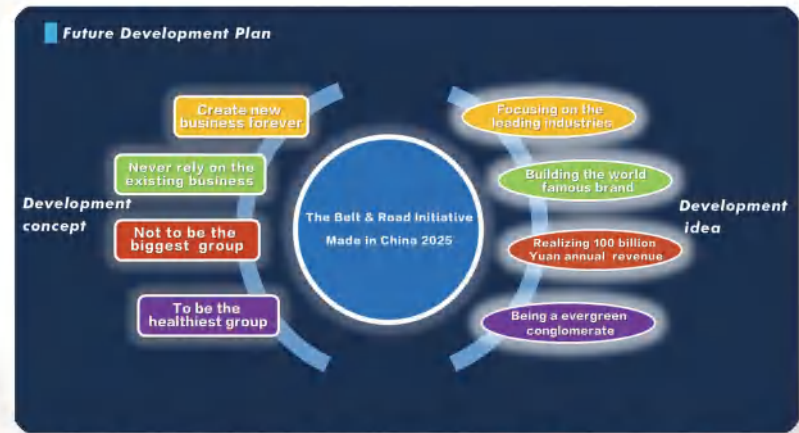 Future Development Plan
Development
concept
Create new
business forever
Never rely on the
existing business
Not to be the
biggest group
To be the
healthiest group
The Belt & Road Initiative
Made in China 2025
Focusing on the
leading industries
Building the world
famous brand
Realizing 100 billion
Yuan annual revenue
Being a evergreen
conglomerate
Development
idea